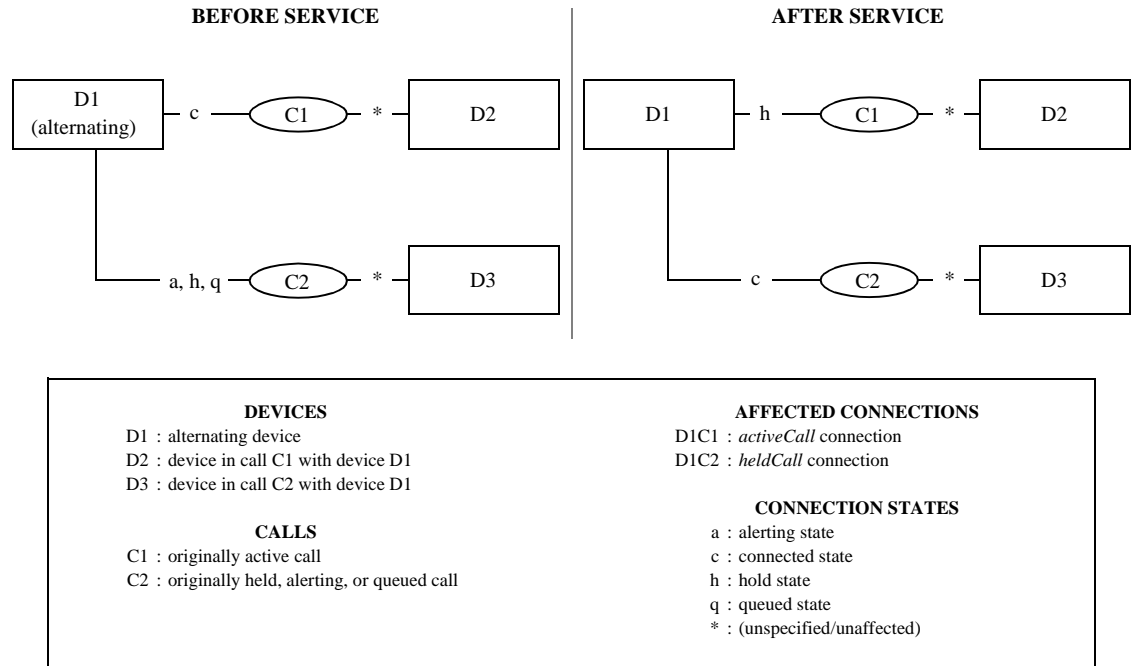 BEFORE SERVICE
AFTER SERVICE
D1
(alternating)
c
C1
*
D2
a, h, q
C2
*
D3
D1
h
C1
*
D2
c
C2
*
D3
DEVICES
D1 : alternating device
D2 : device in call C1 with device D1
D3 : device in call C2 with device D1
CALLS
C1 : originally active call
C2 : originally held, alerting, or queued call
AFFECTED CONNECTIONS
D1C1 : activeCall connection
D1C2 : heldCall connection
CONNECTION STATES
a : alerting state
c : connected state
h : hold state
q : queued state
* : (unspecified/unaffected)